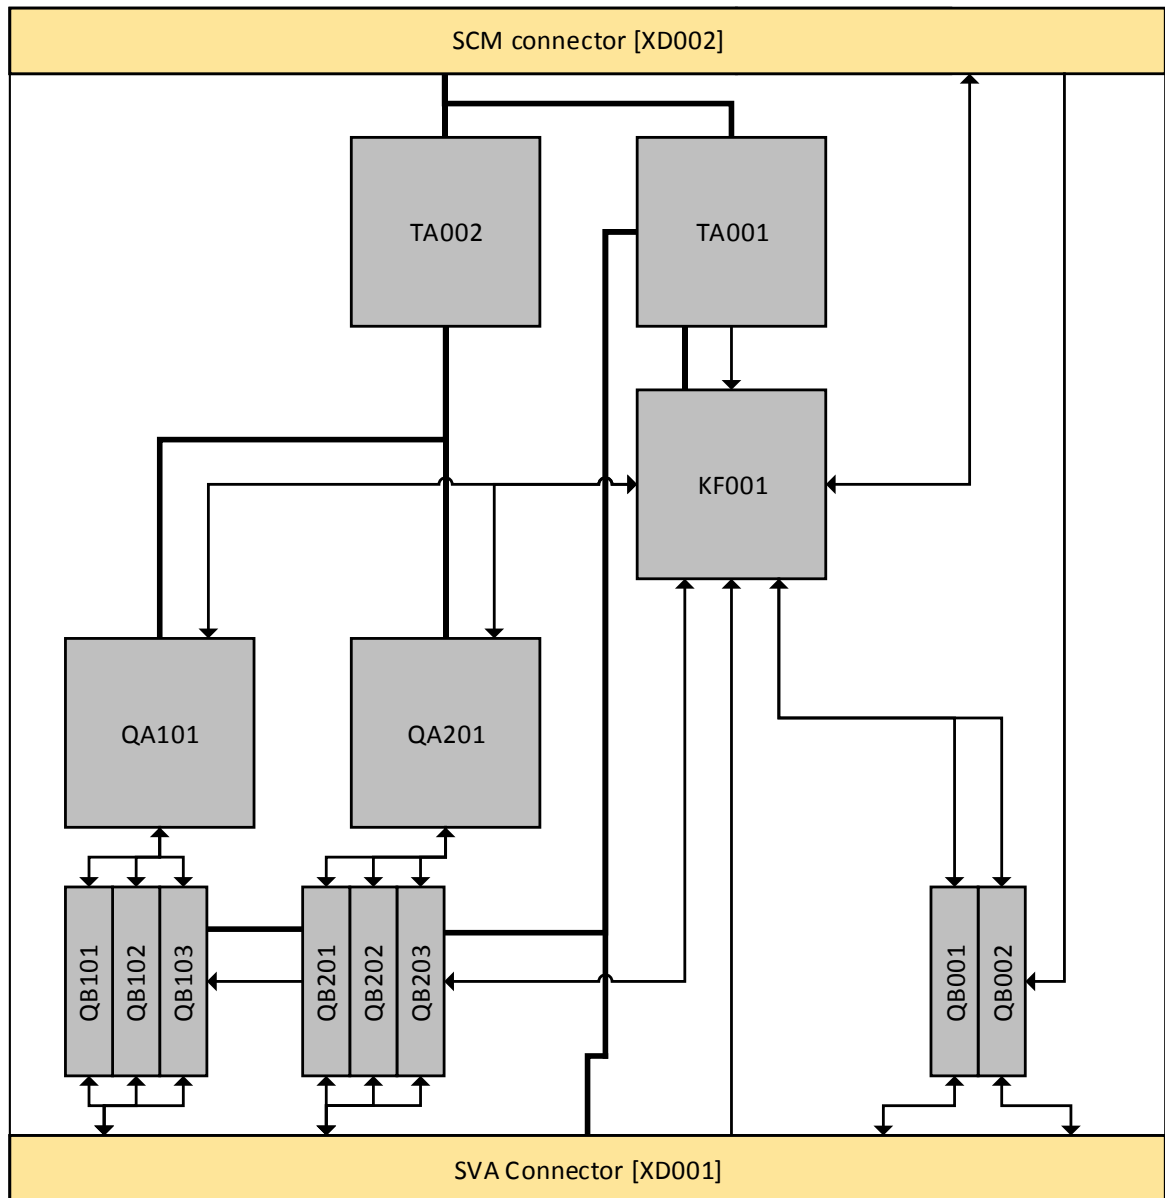 SCM connector [XD002]
TA002
TA001
KF001
QA101
QA201
QB101
QB102
QB103
QB201
QB202
QB203
QB001
QB002
SVA Connector [XD001]